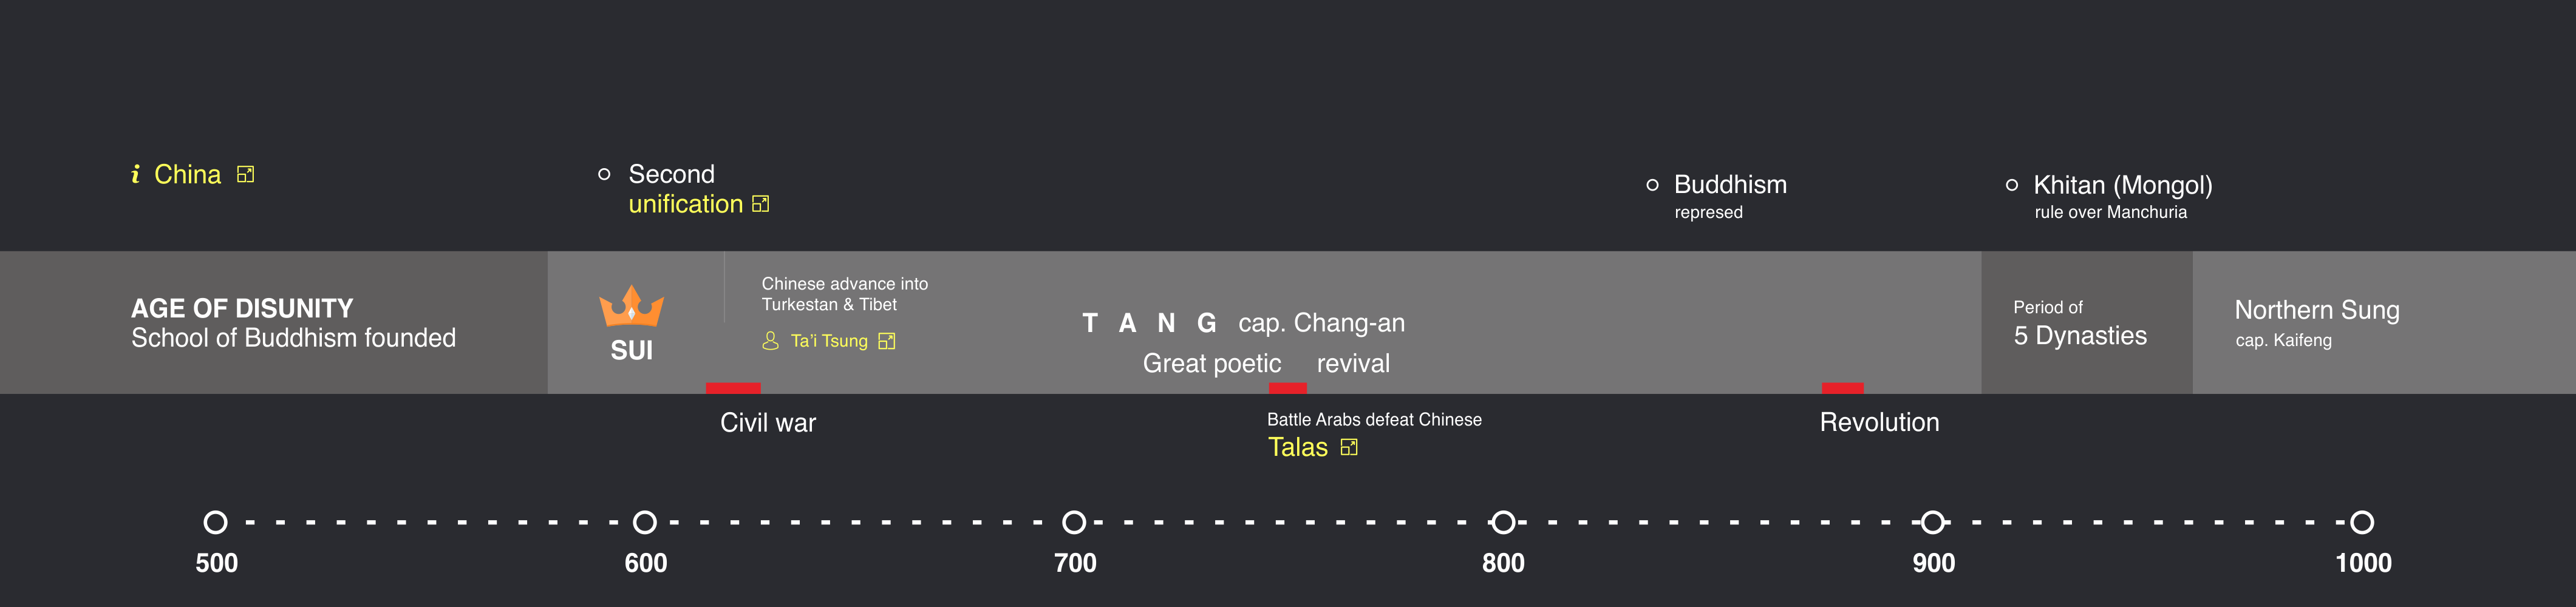 i China
Second
unification
Buddhism
represed
Khitan (Mongol)
rule over Manchuria
AGE OF DISUNITY
School of Buddhism founded
SUI
Chinese advance into
Turkestan & Tibet
Ta'i Tsung
T A N G cap. Chang-an
Great poetic revival
Period of
5 Dynasties
Northern Sung
cap. Kaifeng
Civil war
Battle Arabs defeat Chinese
Talas
Revolution
500 600 700 800 900 1000